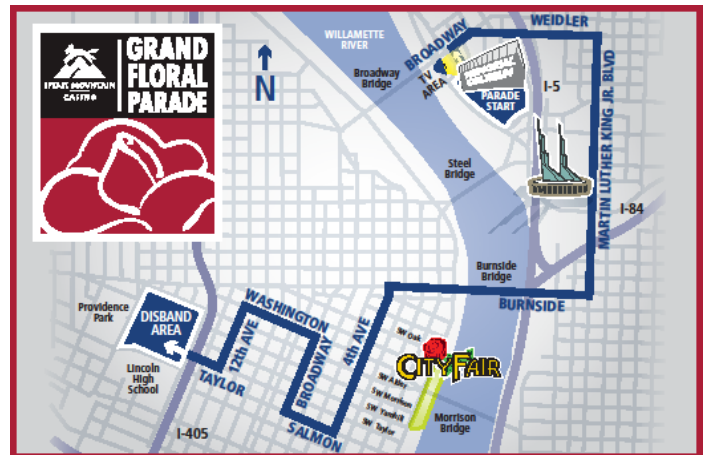 SPIRIT MOUNTAIN
CASINO
GRAND
FLORAL
PARADE
N
WILLAMETTE
RIVER
Broadway
Bridge
BROADWAY
WEIDLER
TV
AREA
MEMORIAL
COLISEUM
PARADE
START
I-5
MARTIN LUTHER KING JR. BLVD
Steel
Bridge
I-84
Burnside
Bridge
BURNSIDE
Providence
Park
DISBAND
AREA
WASHINGTON
12th AVE
BROADWAY
4th AVE
SW Oak
CITYFAIR
Lincoln
High
School
TAYLOR
SALMON
SW Alder
SW Morrison
SW Yamhill
SW Taylor
Morrison
Bridge
I-405